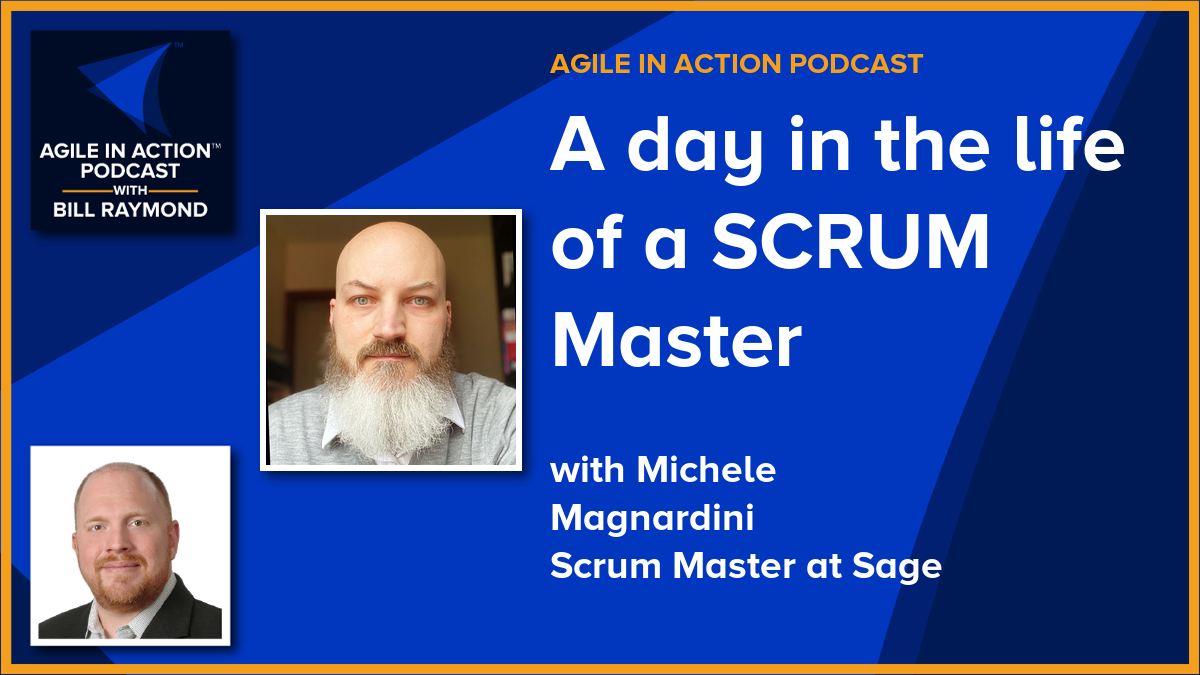 AGILE IN ACTION™
PODCAST
WITH
BILL RAYMOND
AGILE IN ACTION PODCAST
A day in the life
of a SCRUM
Master
with Michele
Magnardini
Scrum Master at Sage